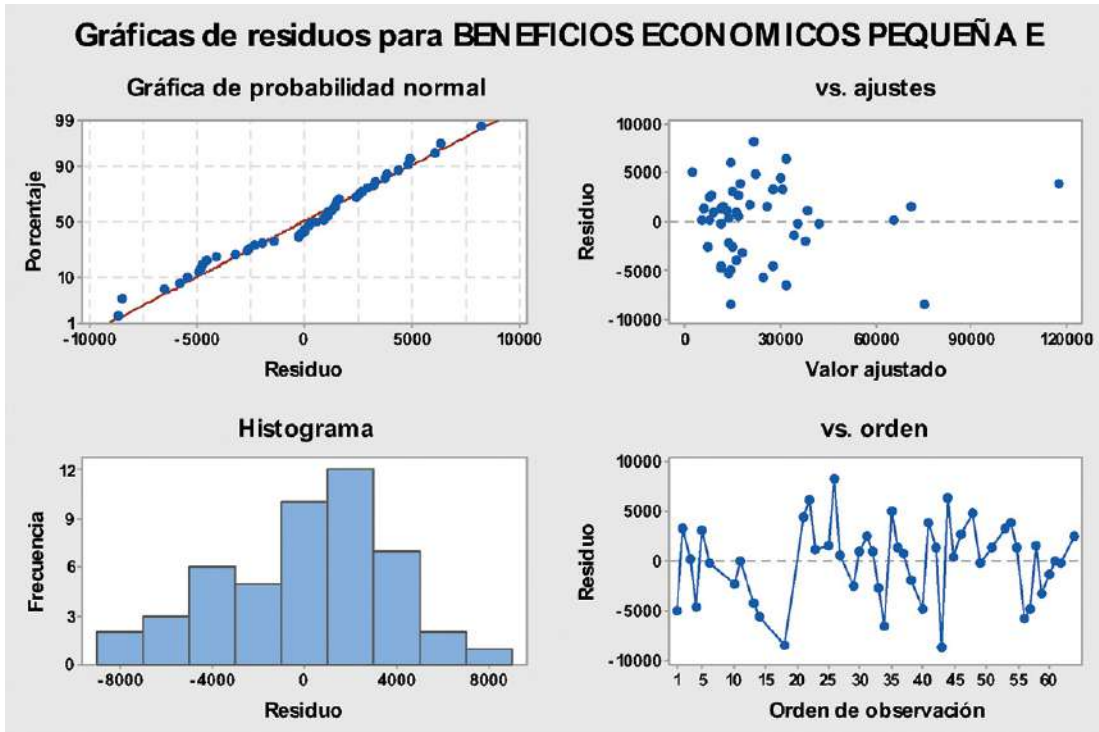 Gráficas de residuos para BENEFICIOS ECONOMICOS PEQUEÑA E
Gráfica de probabilidad normal
Porcentaje
99
90
50
10
1
-10000 -5000 0 5000 10000
Residuo
vs. ajustes
Residuo
10000
5000
0
-5000
-10000
0 30000 60000 90000 120000
Valor ajustado
Histograma
Frecuencia
12
9
6
3
0
-8000 -4000 0 4000 8000
Residuo
vs. orden
Residuo
10000
5000
0
-5000
-10000
1 5 10 15 20 25 30 35 40 45 50 55 60
Orden de observación